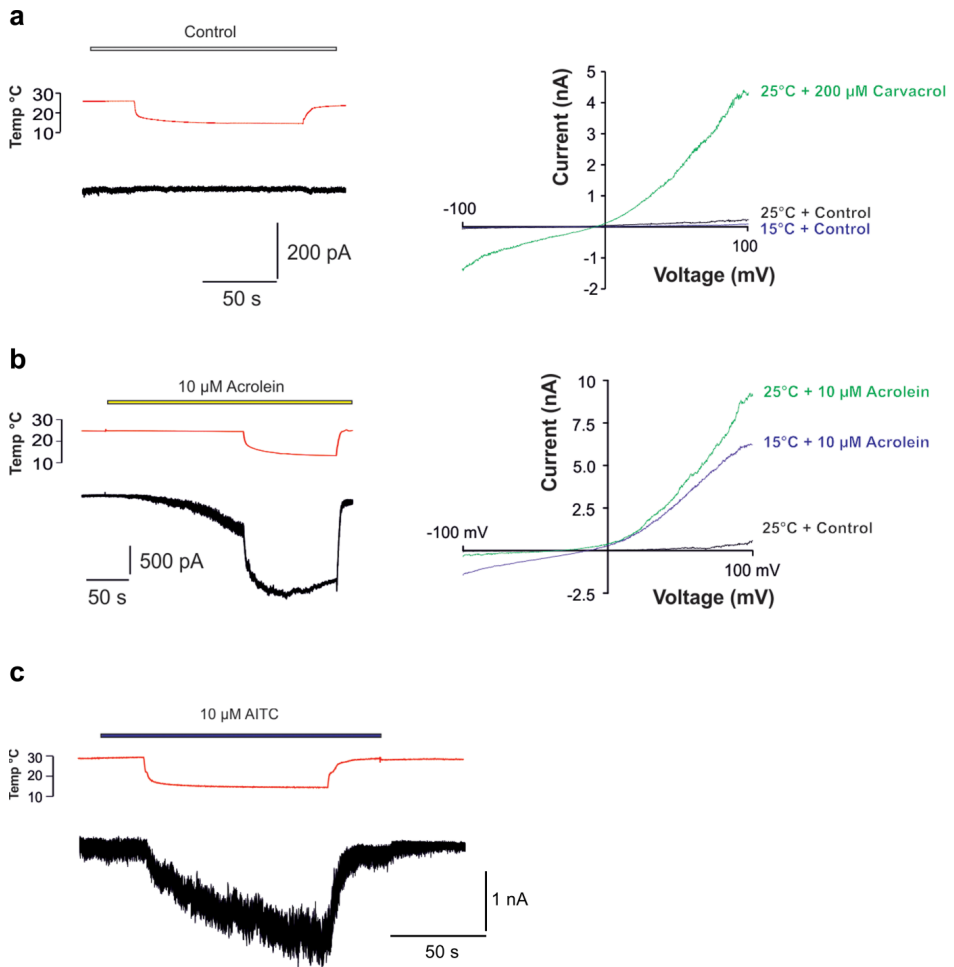 a
Control
Temp °C
30
20
10
200 pA
50 s
Current (nA)
5
4
3
2
1
-1
-2
-100
100
Voltage (mV)
25°C + 200 µM Carvacrol
25°C + Control
15°C + Control
b
10 µM Acrolein
Temp °C
30
20
10
500 pA
50 s
Current (nA)
10
7.5
5.0
2.5
-2.5
-100 mV
100 mV
Voltage (mV)
25°C + 10 µM Acrolein
15°C + 10 µM Acrolein
25°C + Control
c
10 µM AITC
Temp °C
30
20
10
1 nA
50 s